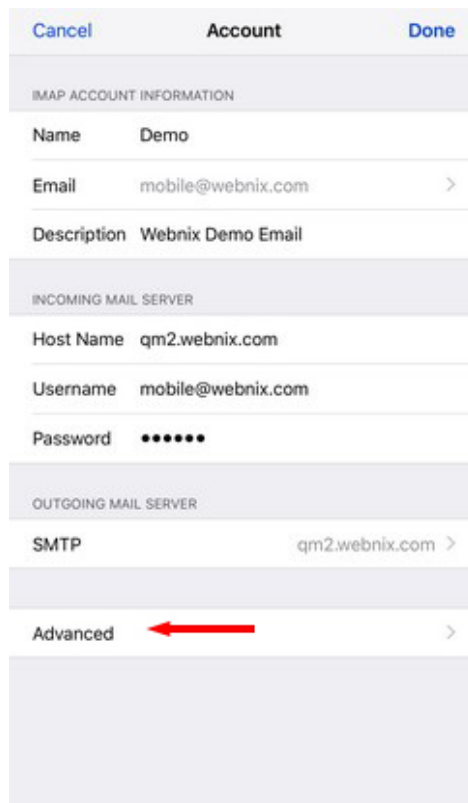 Cancel Account Done
IMAP ACCOUNT INFORMATION
Name Demo
Email mobile@webnix.com
Description Webnix Demo Email
INCOMING MAIL SERVER
Host Name qm2.webnix.com
Username mobile@webnix.com
Password ••••••
OUTGOING MAIL SERVER
SMTP qm2.webnix.com
Advanced